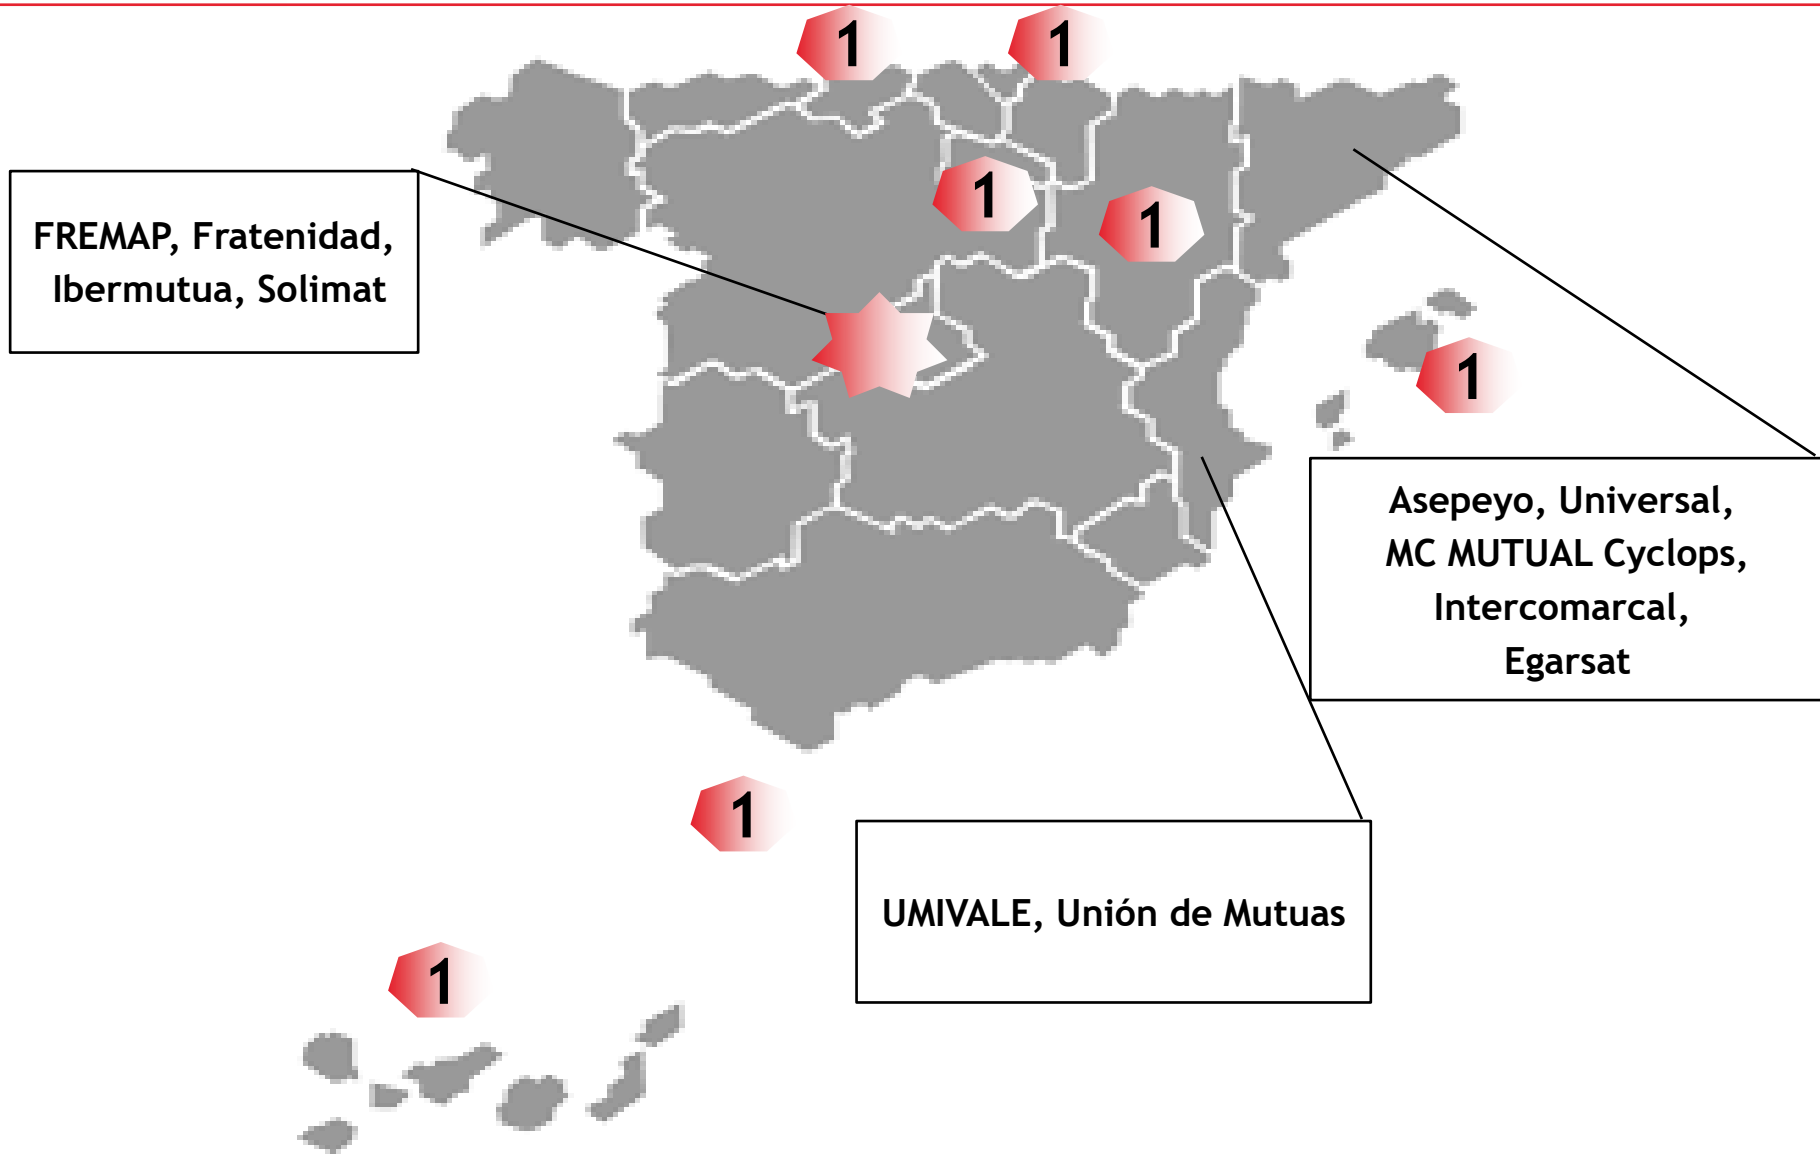 1
1
1
1
FREMAP, Fratenidad,
Ibermutua, Solimat
1
Asepeyo, Universal,
MC MUTUAL Cyclops,
Intercomarcal,
Egarsat
1
UMIVALE, Unión de Mutuas
1